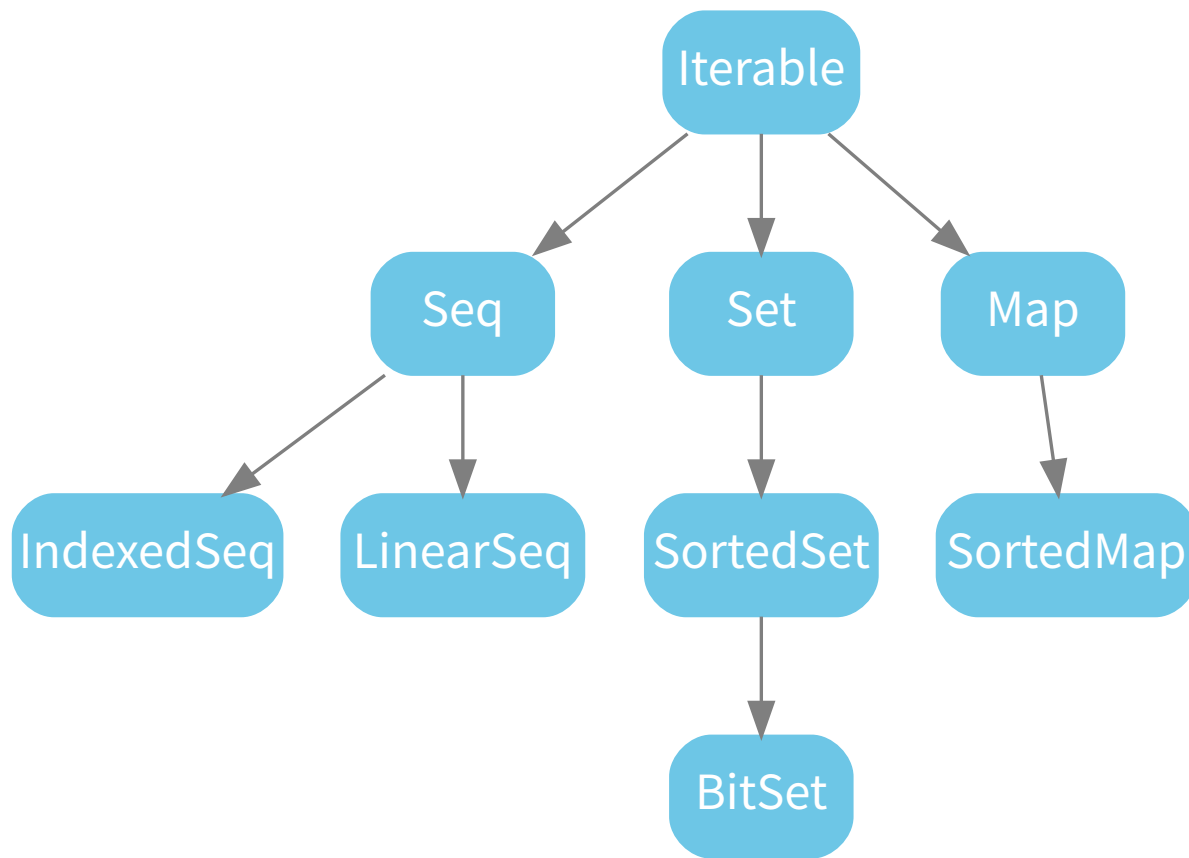 Iterable
Seq
Set
Map
IndexedSeq
LinearSeq
SortedSet
SortedMap
BitSet